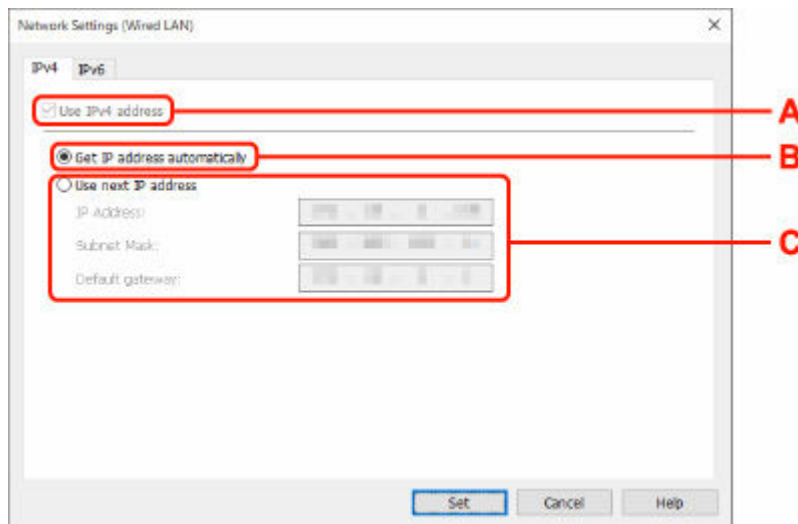 Network Settings (Wired LAN)
IPv4 IPv6
Use IPv4 address
A
Get IP address automatically
B
Use next IP address
IP Address:
Subnet Mask:
C
Default gateway:
Set Cancel Help